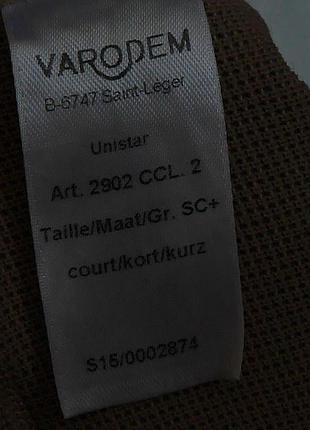 VARODEM
B-6747 Saint-Léger
Unistar
Art. 2902 CCL. 2
Taille/Maat/Gr. SC+
court/kort/kurz
S15/0002874